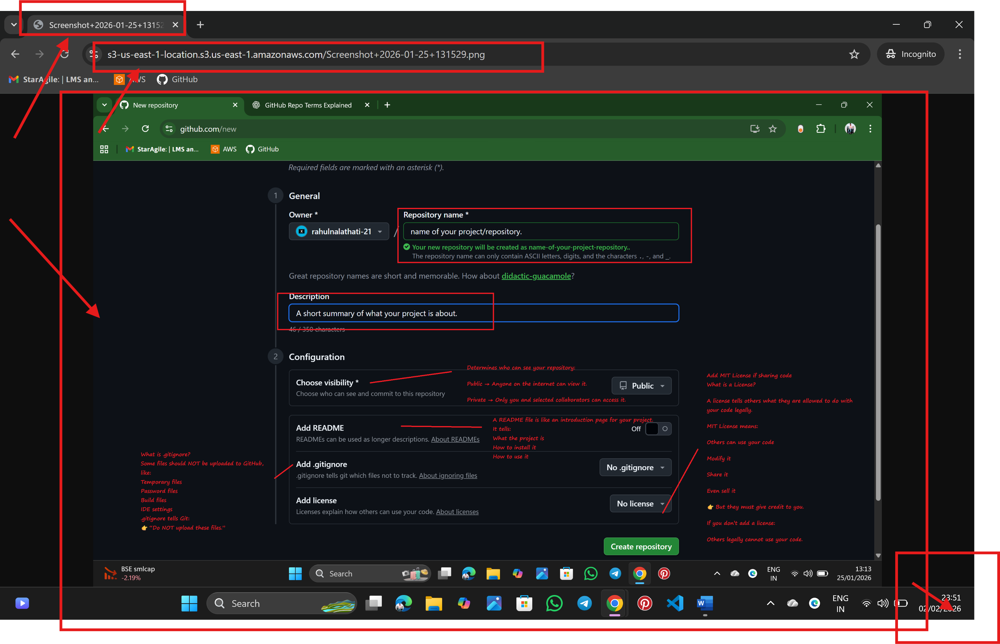 Screenshot+2026-01-25+13152
s3-us-east-1-location.s3.us-east-1.amazonaws.com/Screenshot+2026-01-25+131529.png
Incognito
StarAgile: | LMS an...
AWS
GitHub
New repository
GitHub Repo Terms Explained
github.com/new
StarAgile: | LMS an...
AWS
GitHub
Required fields are marked with an asterisk (*).
1
General
Owner *
Repository name *
rahulnalathati-21
/
name of your project/repository.
Your new repository will be created as name-of-your-project-repository..
The repository name can only contain ASCII letters, digits, and the characters ., -, and _.
Great repository names are short and memorable. How about didactic-guacamole?
Description
A short summary of what your project is about.
46 / 350 characters
2
Configuration
Choose visibility *
Choose who can see and commit to this repository
Determines who can see your repository:
Public → Anyone on the internet can view it.
Private → Only you and selected collaborators can access it.
Public
Add README
READMEs can be used as longer descriptions. About READMEs
A README file is like an introduction page for your project.
It tells:
What the project is
How to install it
How to use it
Off
Add .gitignore
.gitignore tells git which files not to track. About ignoring files
No .gitignore
Add license
Licenses explain how others can use your code. About licenses
No license
What is .gitignore?
Some files should NOT be uploaded to GitHub,
like:
Temporary files
Password files
Build files
IDE settings
.gitignore tells Git:
👉 "Do NOT upload these files."
Add MIT License if sharing code
What is a License?
A license tells others what they are allowed to do with
your code legally.
MIT License means:
Others can use your code
Modify it
Share it
Even sell it
👉 But they must give credit to you.
If you don't add a license:
Others legally cannot use your code.
Create repository
BSE smlcap
-2.19%
Search
ENG
IN
13:13
25/01/2026
Search
ENG
IN
23:51
02/02/2026